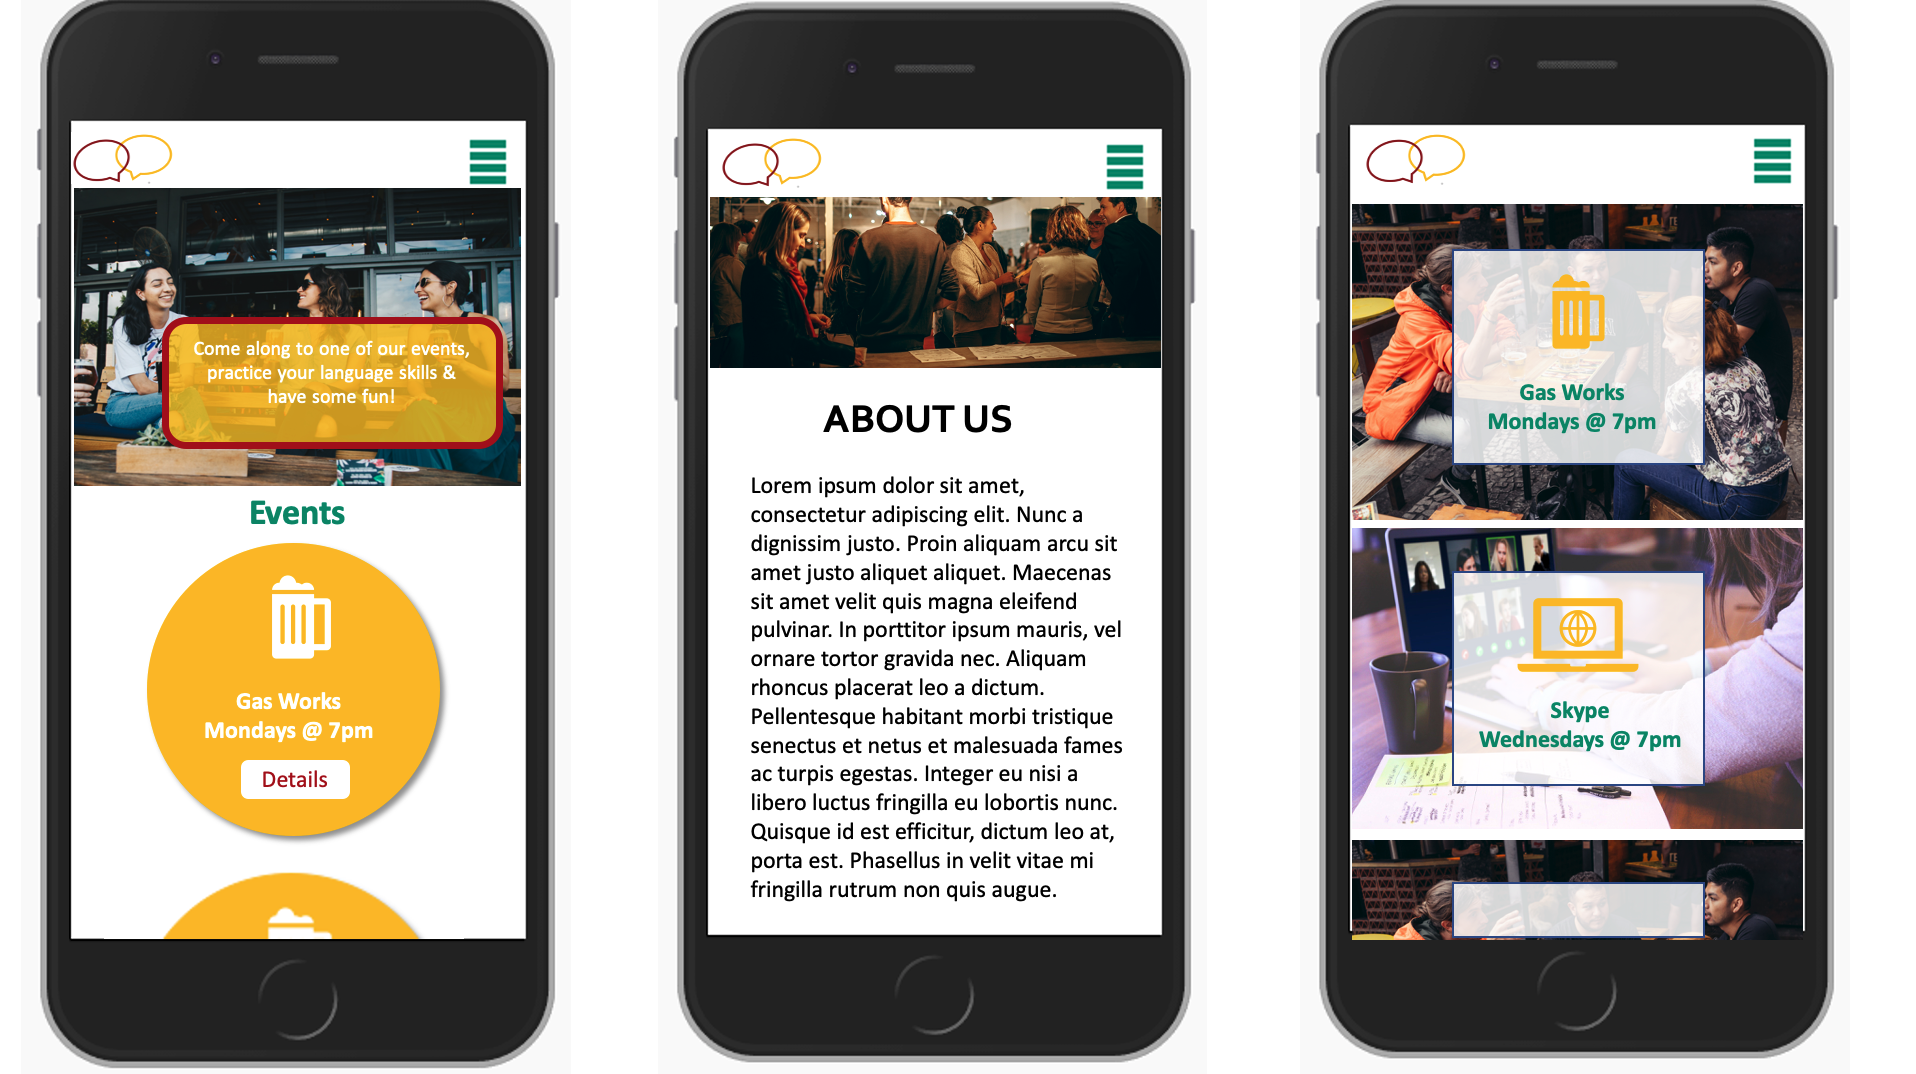 Come along to one of our events,
practice your language skills &
have some fun!
Events
Gas Works
Mondays @ 7pm
Details
ABOUT US
Lorem ipsum dolor sit amet,
consectetur adipiscing elit. Nunc a
dignissim justo. Proin aliquam arcu sit
amet justo aliquet aliquet. Maecenas
sit amet velit quis magna eleifend
pulvinar. In porttitor ipsum mauris, vel
ornare tortor gravida nec. Aliquam
rhoncus placerat leo a dictum.
Pellentesque habitant morbi tristique
senectus et netus et malesuada fames
ac turpis egestas. Integer eu nisi a
libero luctus fringilla eu lobortis nunc.
Quisque id est efficitur, dictum leo at,
porta est. Phasellus in velit vitae mi
fringilla rutrum non quis augue.
Gas Works
Mondays @ 7pm
Skype
Wednesdays @ 7pm